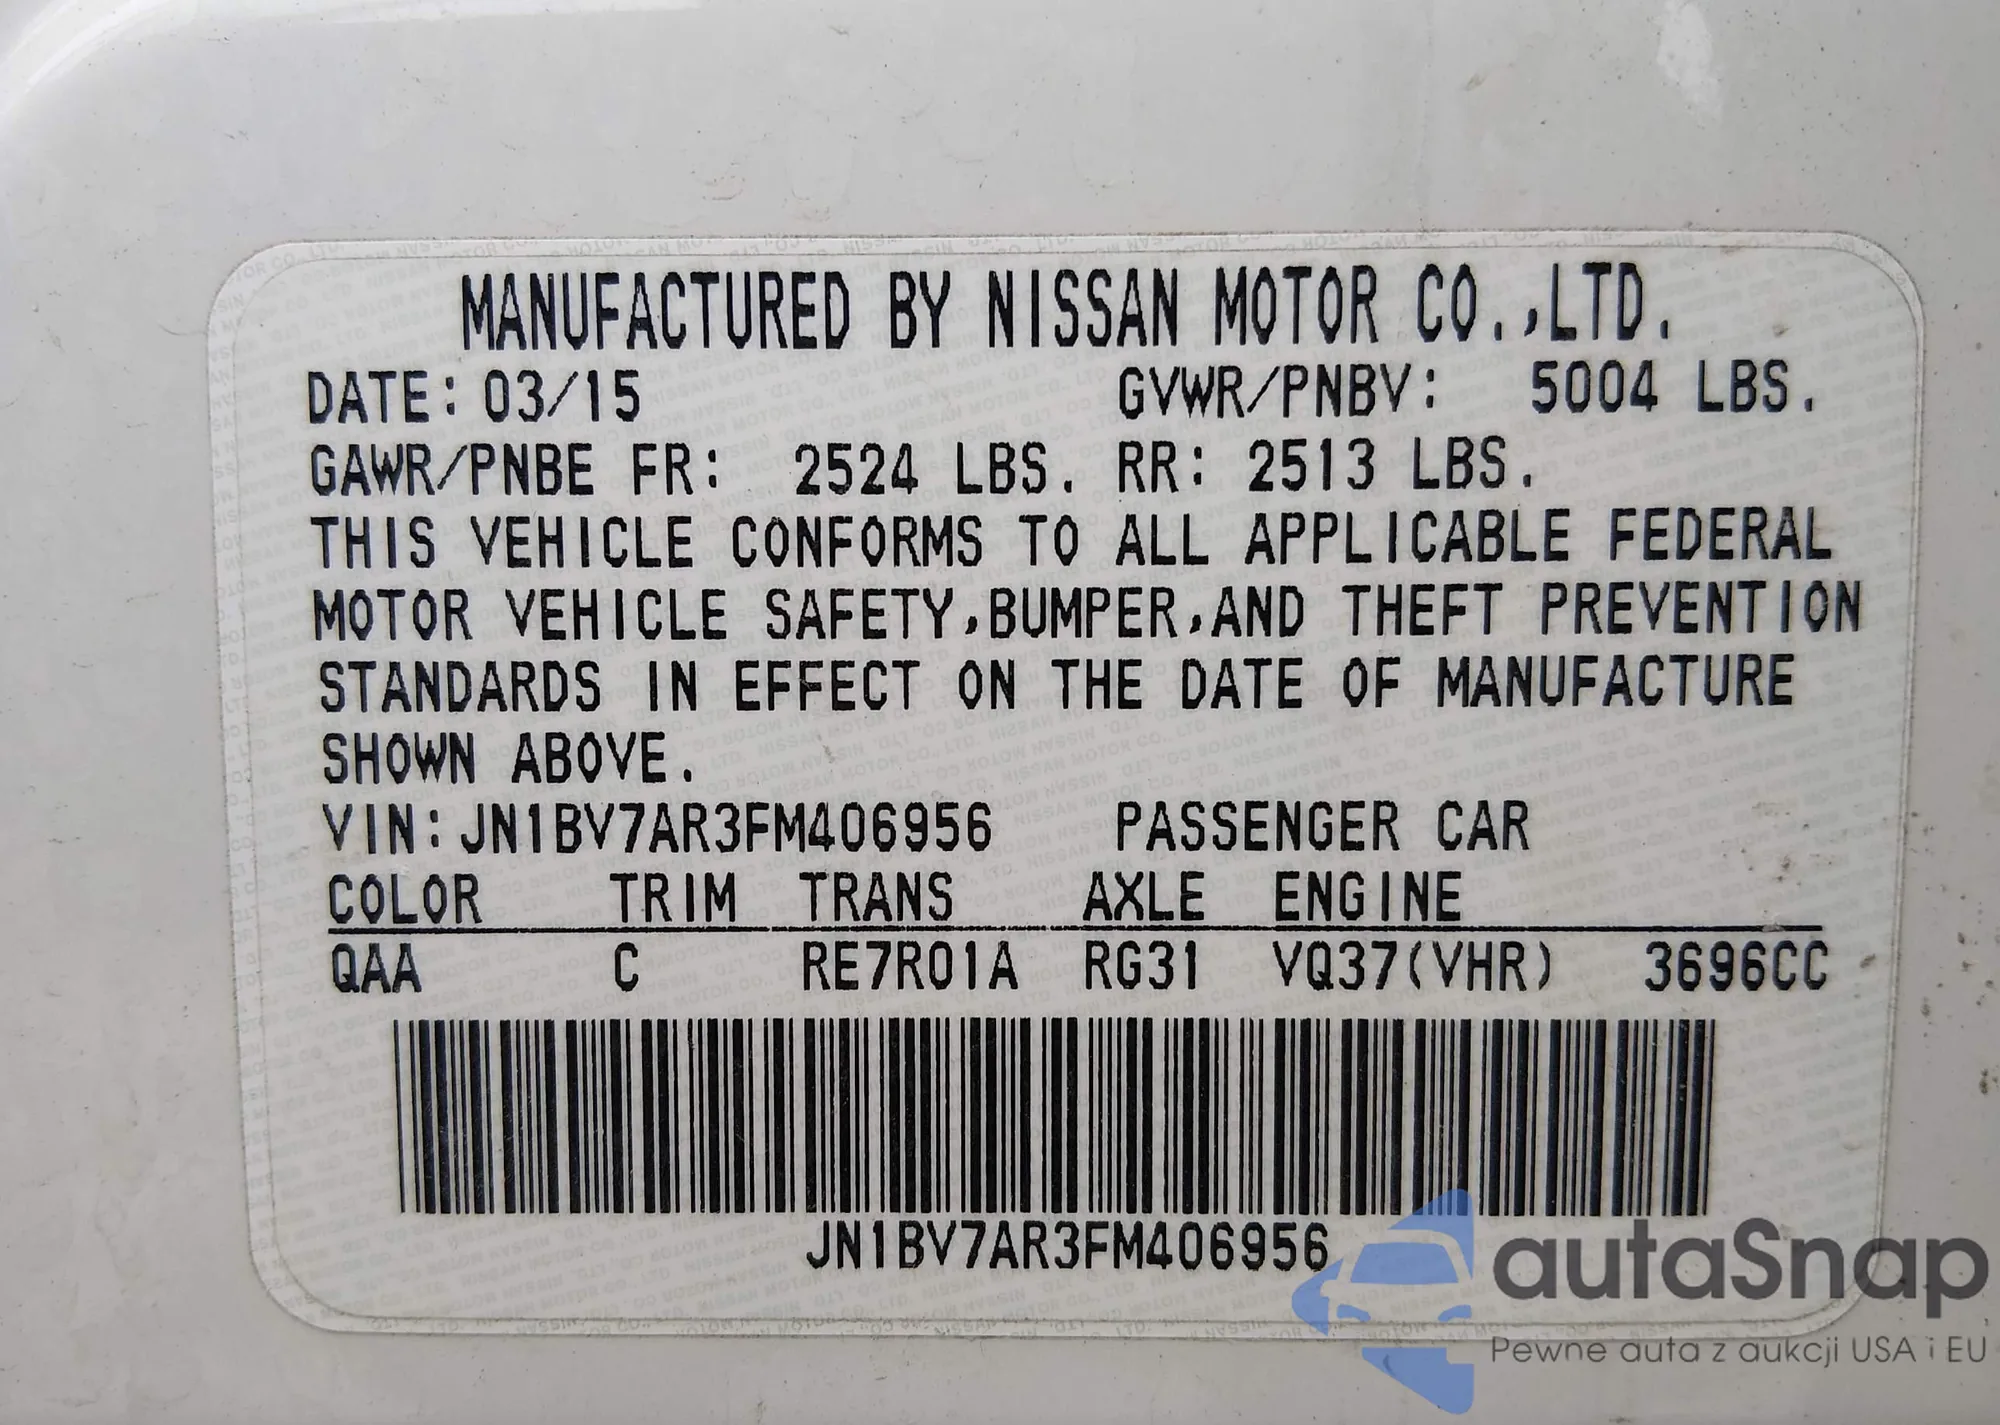 MANUFACTURED BY NISSAN MOTOR CO.,LTD.
DATE: 03/15 GVWR/PNBV: 5004 LBS.
GAWR/PNBE FR: 2524 LBS. RR: 2513 LBS.
THIS VEHICLE CONFORMS TO ALL APPLICABLE FEDERAL
MOTOR VEHICLE SAFETY,BUMPER,AND THEFT PREVENTION
STANDARDS IN EFFECT ON THE DATE OF MANUFACTURE
SHOWN ABOVE.
VIN:JN1BV7AR3FM406956 PASSENGER CAR
COLOR TRIM TRANS AXLE ENGINE
QAA C RE7R01A RG31 VQ37(VHR) 3696CC
JN1BV7AR3FM406956
autaSnap
Pewne auta z aukcji USA i EU